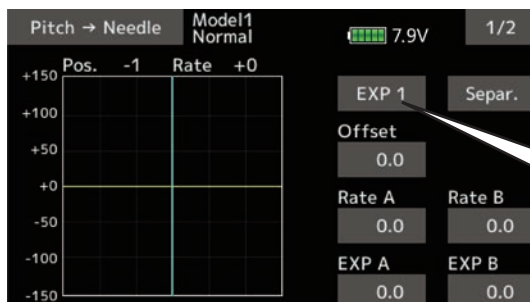 Pitch → Needle Model1 Normal 7.9V 1/2
Pos. -1 Rate +0
+150
+100
+50
+0
-50
-100
-150
EXP 1 Separ.
Offset
0.0
Rate A Rate B
0.0 0.0
EXP A EXP B
0.0 0.0